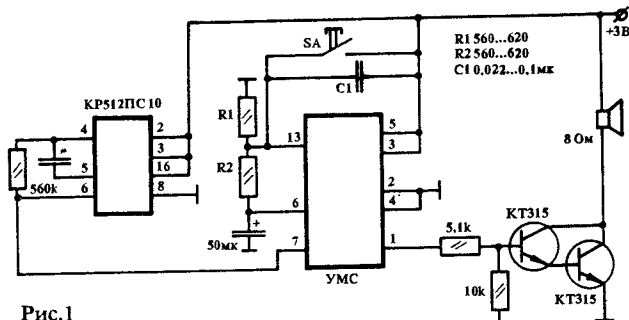 +3В
SA
R1 560...620
R2 560...620
C1 0,022...0,1мк
C1
КР512ПС10
R1
4
2
13
5
3
3
8 Ом
R2
5
16
2
560k
6
8
6
4
КТ315
+
50мк
7
1
5,1k
УМС
10k
КТ315
Рис.1